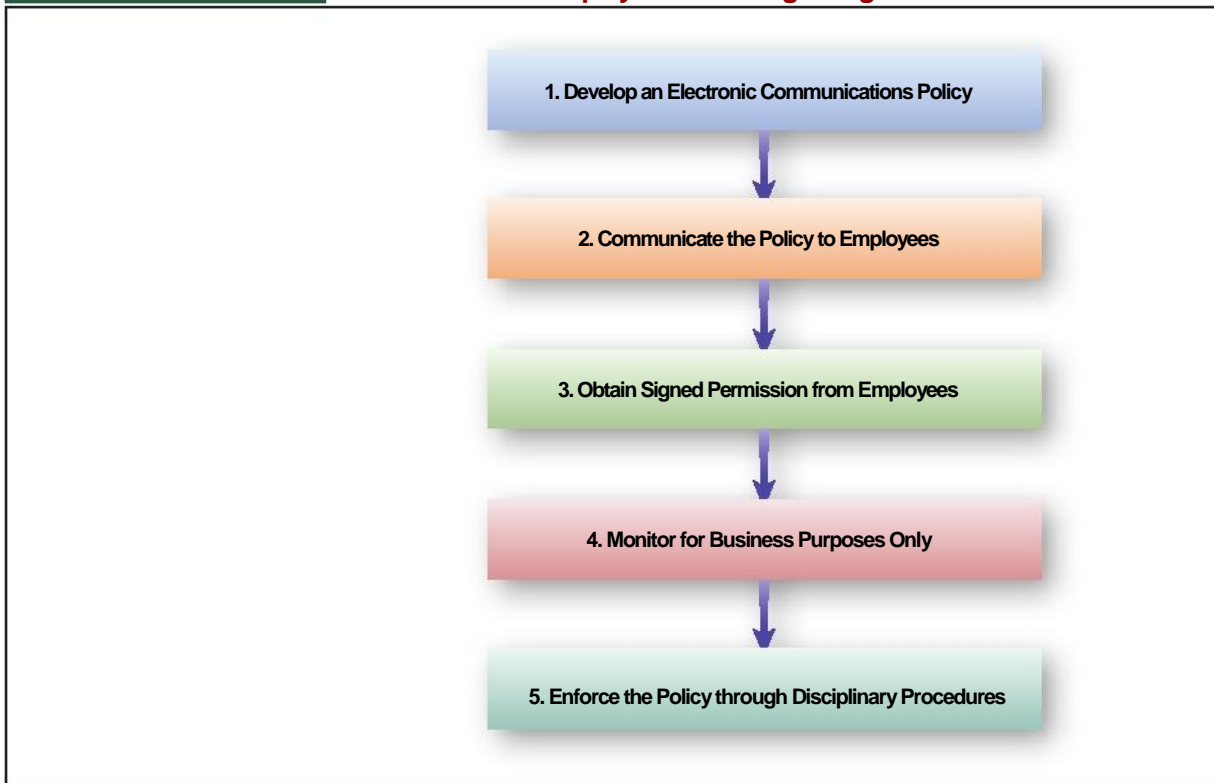 1. Develop an Electronic Communications Policy
2. Communicate the Policy to Employees
3. Obtain Signed Permission from Employees
4. Monitor for Business Purposes Only
5. Enforce the Policy through Disciplinary Procedures